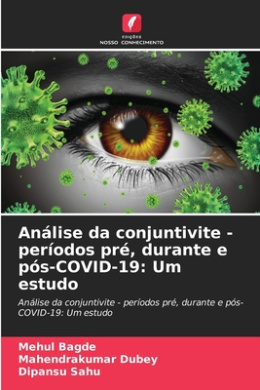 edições
NOSSO CONHECIMENTO
Análise da conjuntivite -
períodos pré, durante e
pós-COVID-19: Um
estudo
Análise da conjuntivite - períodos pré, durante e pós-
COVID-19: Um estudo
Mehul Bagde
Mahendrakumar Dubey
Dipansu Sahu